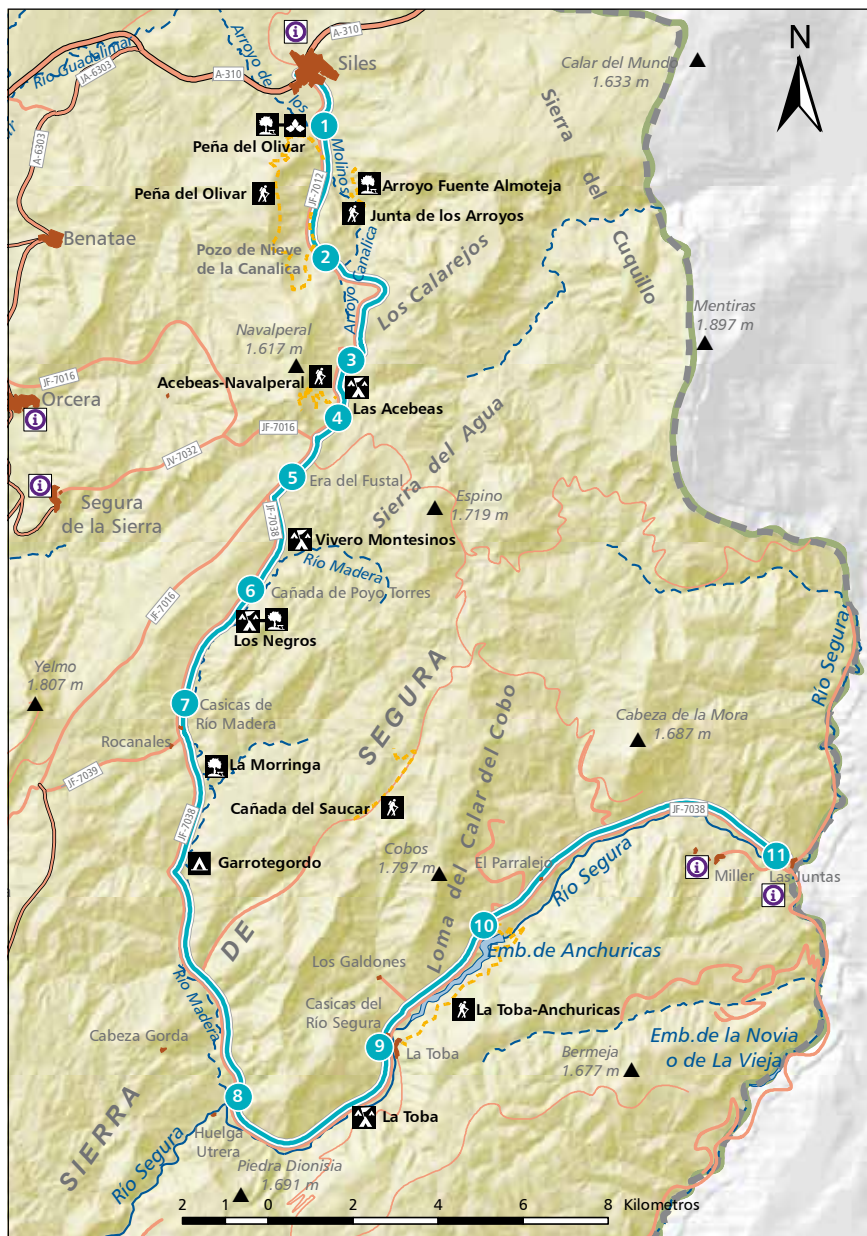 A-310
Siles
Río Guadalimar
JA-6303
A-310
Arroyo de los Molinos
Calar del Mundo
1.633 m
N
A-6303
1
Peña del Olivar
Sierra del Cuquillo
Peña del Olivar
JF-7012
Arroyo Fuente Almoteja
Junta de los Arroyos
Benatae
Pozo de Nieve
de la Canalica
2
Arroyo Canalica
Los Calarejos
Mentiras
1.897 m
Navalperal
1.617 m
3
Acebeas-Navalperal
JF-7016
Orcera
Las Acebeas
4
JF-7016
JV-7032
Sierra del Agua
5
Era del Fustal
Segura
de la Sierra
Espino
1.719 m
JF-7038
Vivero Montesinos
Río Madera
6
Cañada de Poyo Torres
JF-7016
Los Negros
Río Segura
Yelmo
1.807 m
7
Casicas de
Río Madera
Rocanales
Cabeza de la Mora
1.687 m
La Morringa
JF-7039
Cañada del Saucar
JF-7038
JF-7038
Garrotegordo
Cobos
1.797 m
El Parralejo
Río Segura
11
Miller
Las Juntas
Loma del Calar del Cobo
10
Emb.de Anchuricas
SIERRA DE SEGURA
Los Galdones
Río Madera
Casicas del
Río Segura
La Toba-Anchuricas
Cabeza Gorda
9
La Toba
Emb.de la Novia
o de La Vieja
Bermeja
1.677 m
8
La Toba
Huelga
Utrera
Río Segura
Piedra Dionisia
1.691 m
2 1 0 2 4 6 8 Kilometros